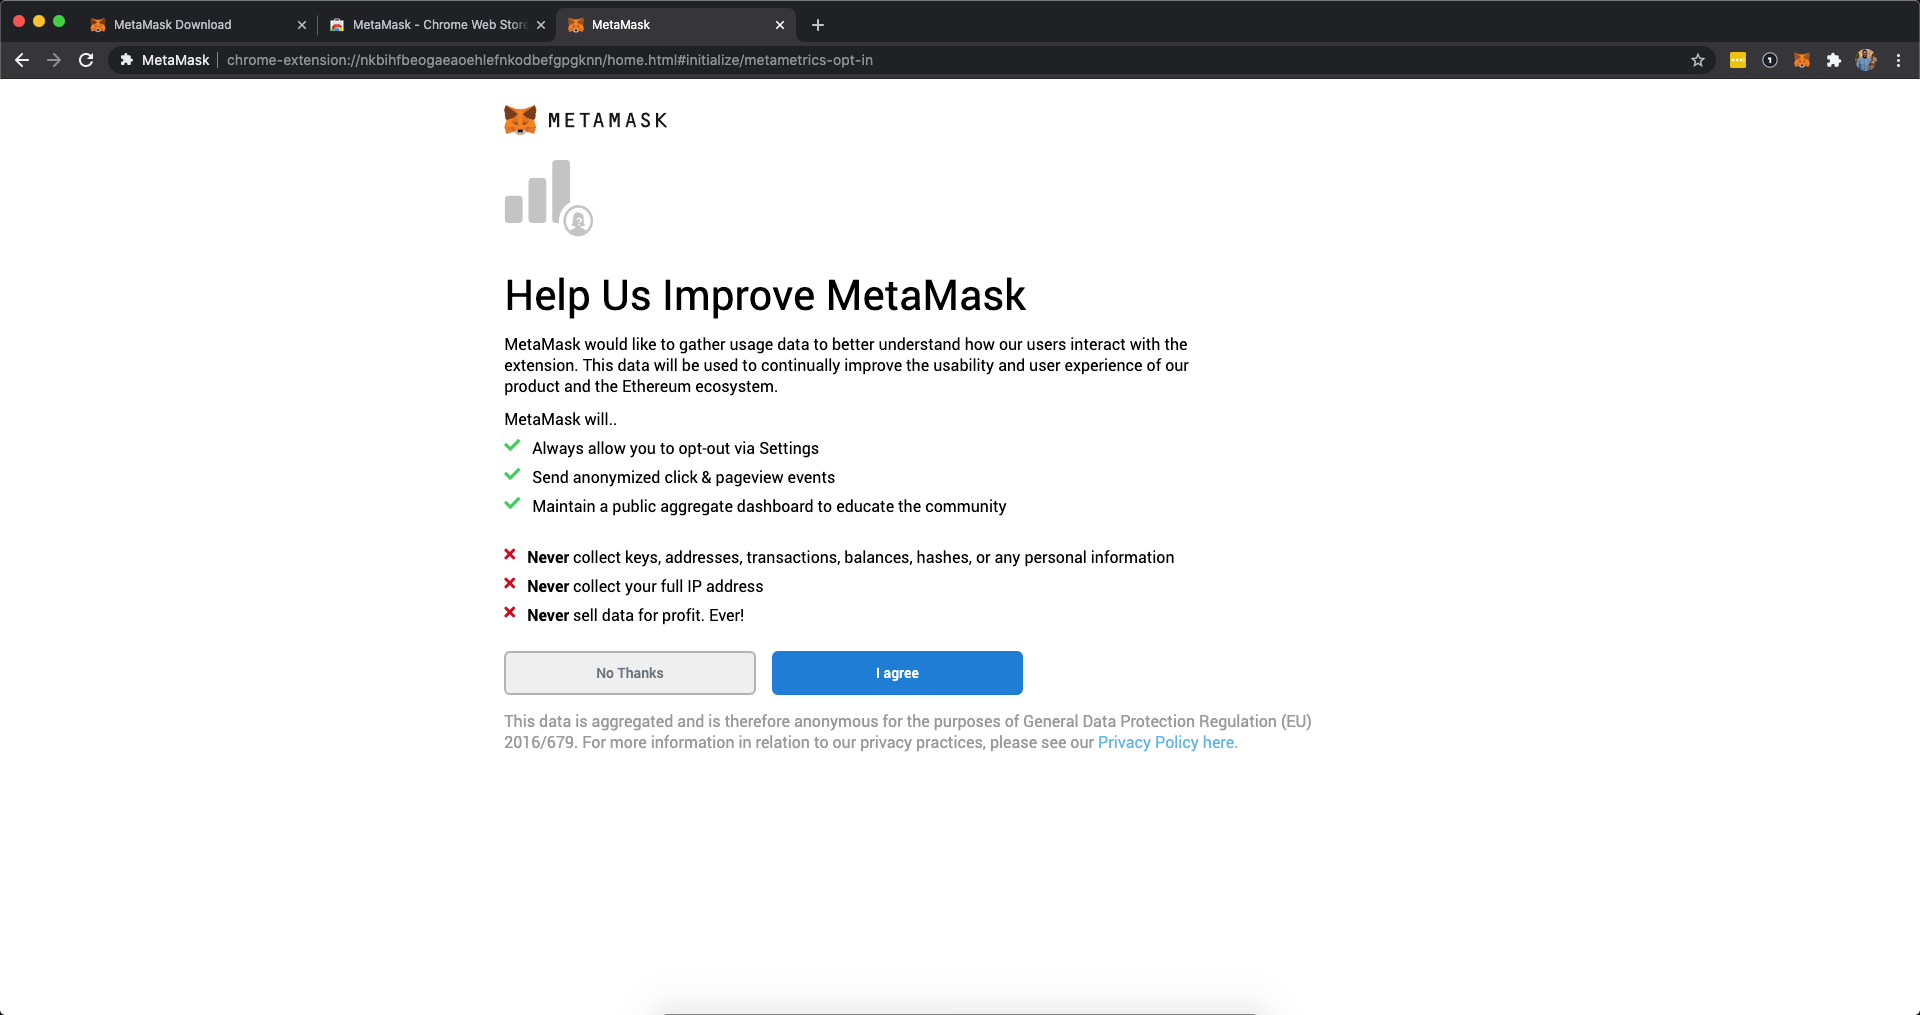 MetaMask Download
MetaMask - Chrome Web Store
MetaMask
MetaMask
chrome-extension://nkbihfbeogaeaoehlefnkodbefgpgknn/home.html#initialize/metametrics-opt-in
METAMASK
Help Us Improve MetaMask
MetaMask would like to gather usage data to better understand how our users interact with the
extension. This data will be used to continually improve the usability and user experience of our
product and the Ethereum ecosystem.
MetaMask will..
Always allow you to opt-out via Settings
Send anonymized click & pageview events
Maintain a public aggregate dashboard to educate the community
Never collect keys, addresses, transactions, balances, hashes, or any personal information
Never collect your full IP address
Never sell data for profit. Ever!
No Thanks
I agree
This data is aggregated and is therefore anonymous for the purposes of General Data Protection Regulation (EU)
2016/679. For more information in relation to our privacy practices, please see our Privacy Policy here.